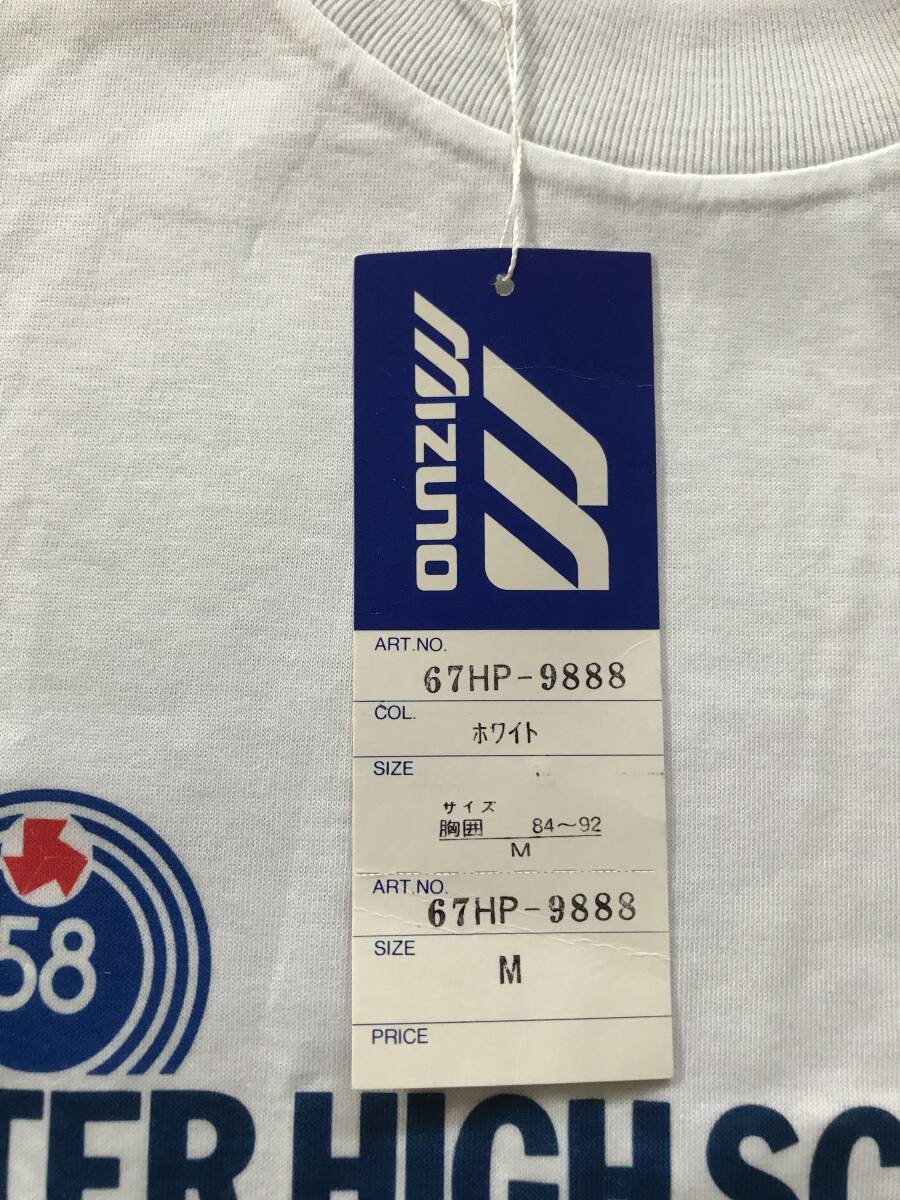 MIZUNO
ART.NO.
67HP-9888
COL.
ホワイト
SIZE
サイズ
胸囲 84～92
M
ART.NO.
67HP-9888
SIZE
M
PRICE
58
TER HIGH SC